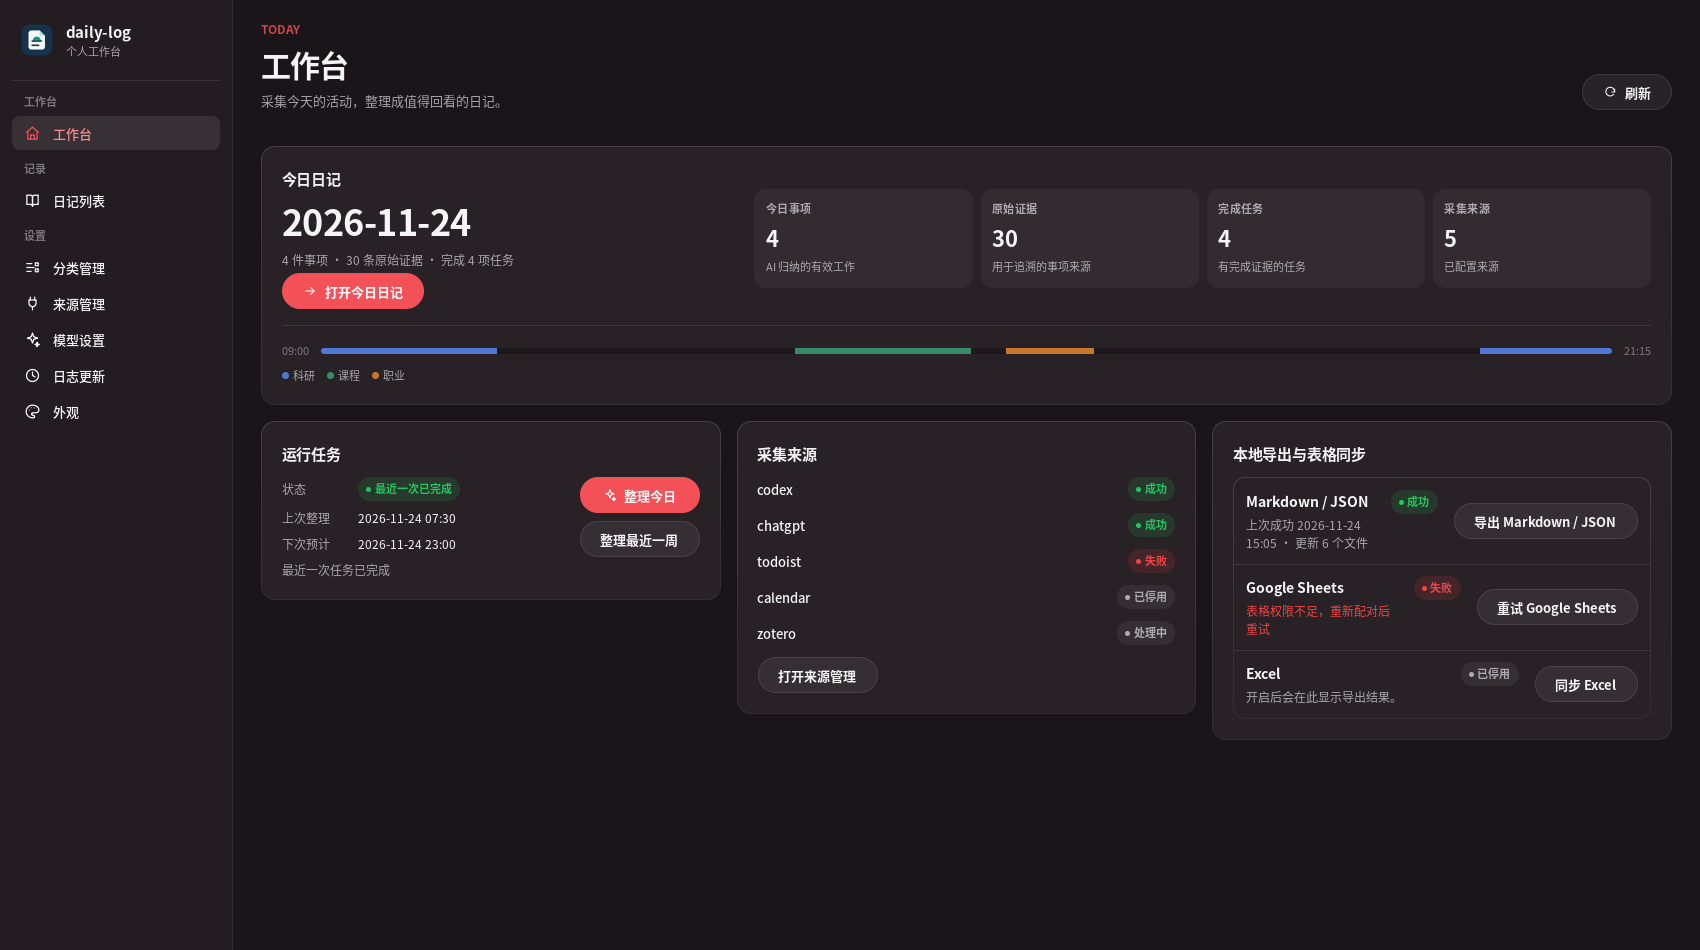 daily-log
个人工作台
工作台
工作台
记录
日记列表
设置
分类管理
来源管理
模型设置
日志更新
外观
TODAY
工作台
采集今天的活动，整理成值得回看的日记。
刷新
今日日记
2026-11-24
4 件事项 · 30 条原始证据 · 完成 4 项任务
打开今日日记
今日事项
4
AI 归纳的有效工作
原始证据
30
用于追溯的事项来源
完成任务
4
有完成证据的任务
采集来源
5
已配置来源
09:00
21:15
科研
课程
职业
运行任务
状态
最近一次已完成
上次整理
2026-11-24 07:30
下次预计
2026-11-24 23:00
最近一次任务已完成
整理今日
整理最近一周
采集来源
codex
成功
chatgpt
成功
todoist
失败
calendar
已停用
zotero
处理中
打开来源管理
本地导出与表格同步
Markdown / JSON
成功
上次成功 2026-11-24
15:05 · 更新 6 个文件
导出 Markdown / JSON
Google Sheets
失败
表格权限不足，重新配对后
重试
重试 Google Sheets
Excel
已停用
开启后会在此显示导出结果。
同步 Excel